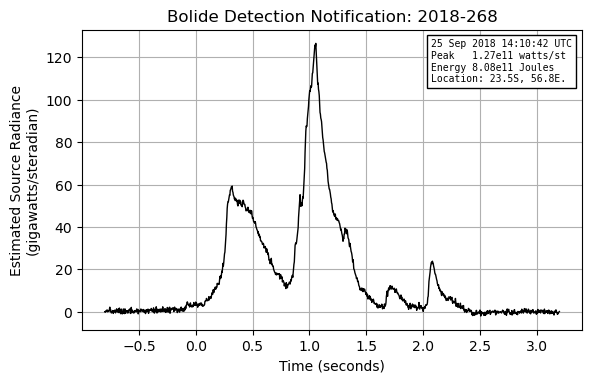 Bolide Detection Notification: 2018-268
25 Sep 2018 14:10:42 UTC
Peak   1.27e11 watts/st
Energy 8.08e11 Joules
Location: 23.5S, 56.8E.
Estimated Source Radiance
(gigawatts/steradian)
120
100
80
60
40
20
0
−0.5 0.0 0.5 1.0 1.5 2.0 2.5 3.0
Time (seconds)